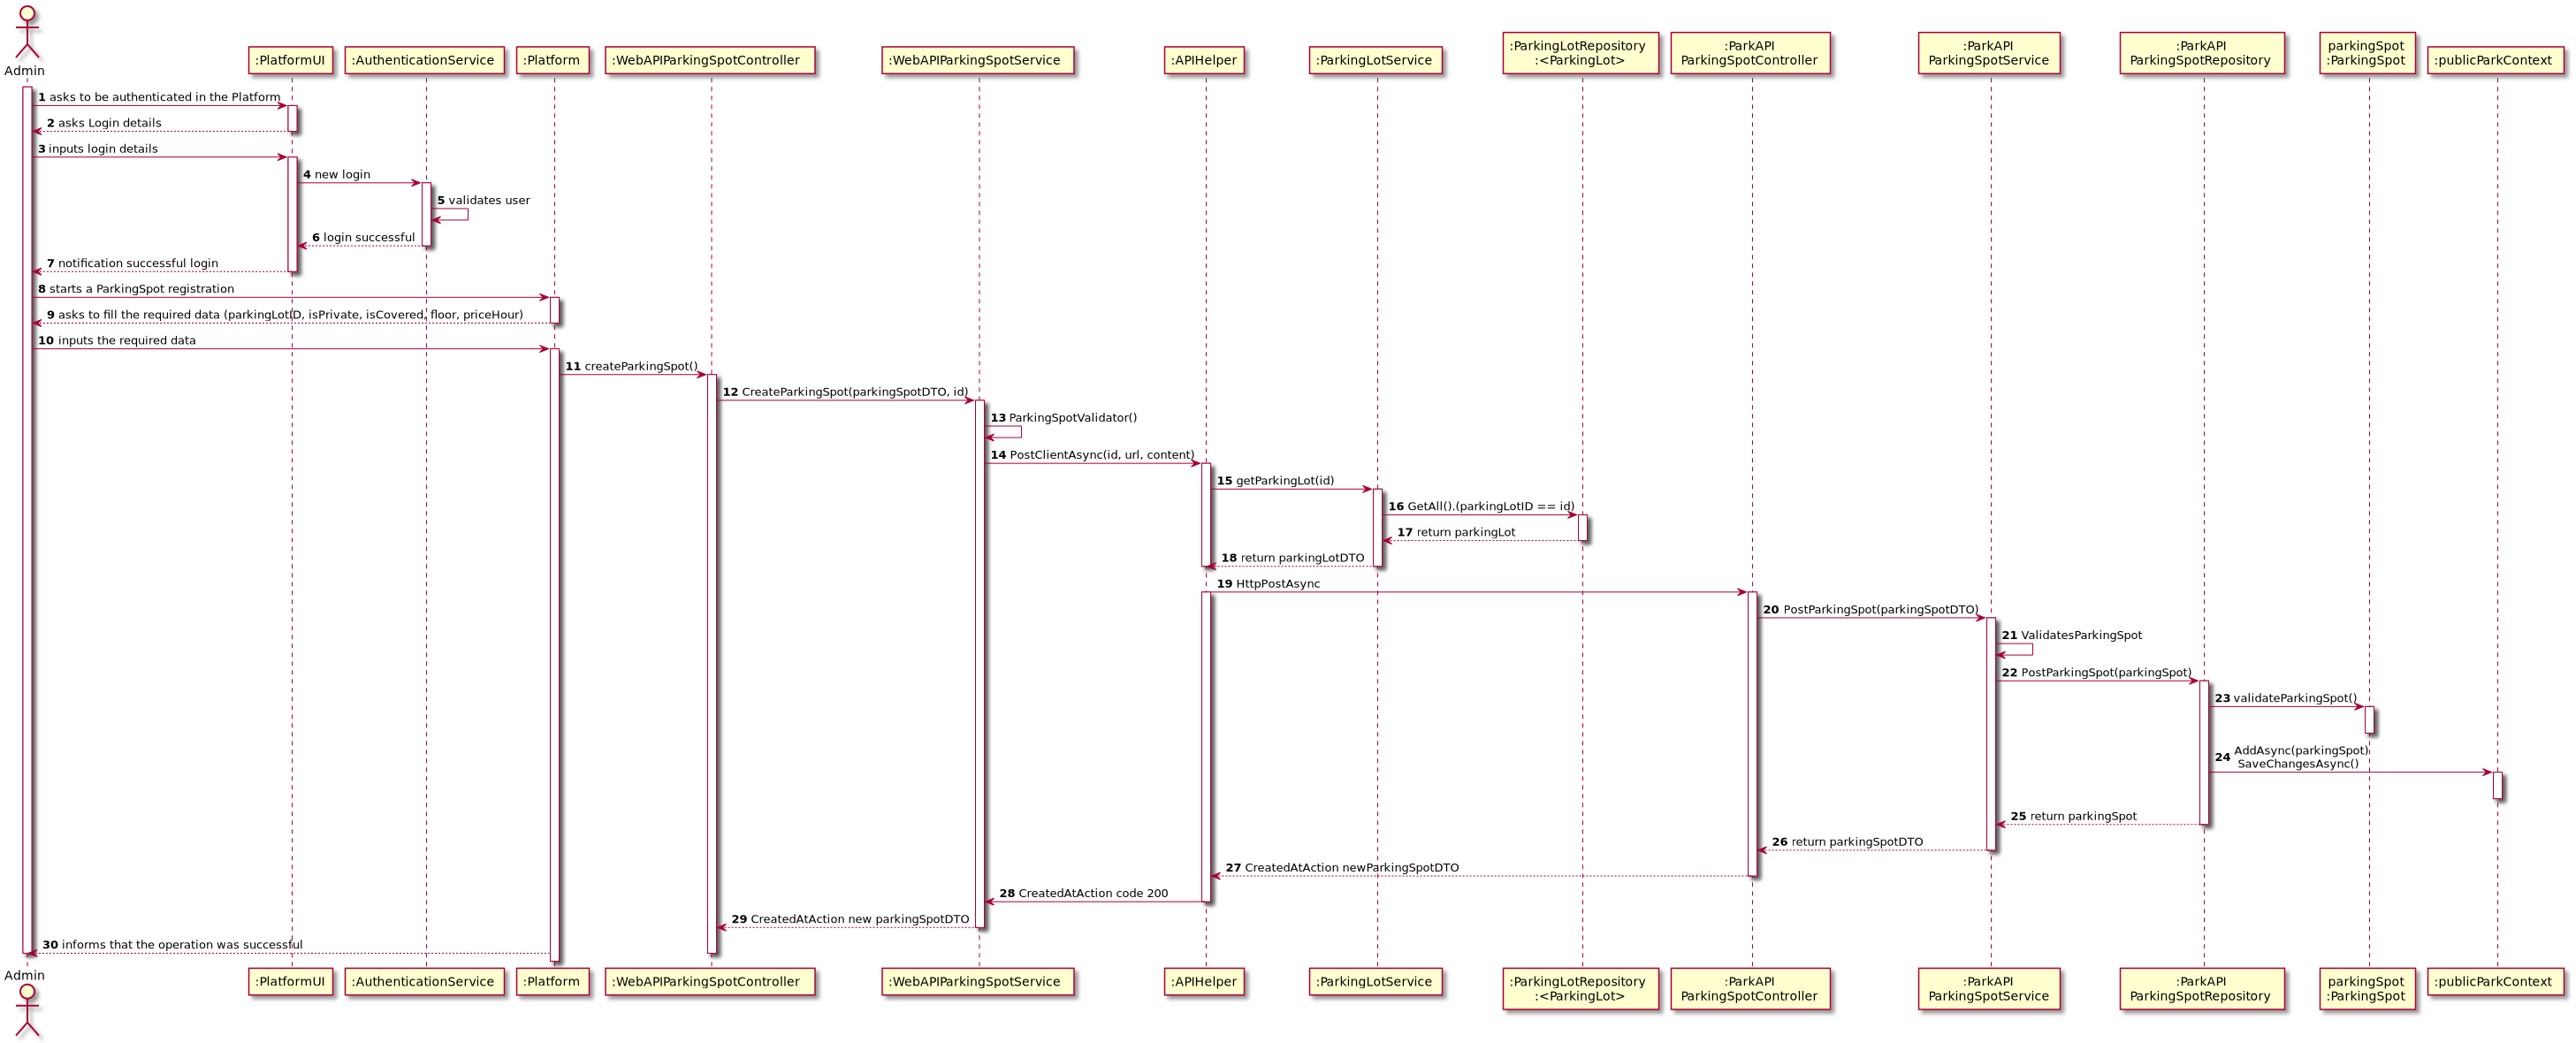 Admin
:PlatformUI
:AuthenticationService
:Platform
:WebAPIParkingSpotController
:WebAPIParkingSpotService
:APIHelper
:ParkingLotService
:ParkingLotRepository
:<ParkingLot>
:ParkAPI
ParkingSpotController
:ParkAPI
ParkingSpotService
:ParkAPI
ParkingSpotRepository
parkingSpot
:ParkingSpot
:publicParkContext
1 asks to be authenticated in the Platform
2 asks Login details
3 inputs login details
4 new login
5 validates user
6 login successful
7 notification successful login
8 starts a ParkingSpot registration
9 asks to fill the required data (parkingLotID, isPrivate, isCovered, floor, priceHour)
10 inputs the required data
11 createParkingSpot()
12 CreateParkingSpot(parkingSpotDTO, id)
13 ParkingSpotValidator()
14 PostClientAsync(id, url, content)
15 getParkingLot(id)
16 GetAll().(parkingLotID == id)
17 return parkingLot
18 return parkingLotDTO
19 HttpPostAsync
20 PostParkingSpot(parkingSpotDTO)
21 ValidatesParkingSpot
22 PostParkingSpot(parkingSpot)
23 validateParkingSpot()
24 AddAsync(parkingSpot)
SaveChangesAsync()
25 return parkingSpot
26 return parkingSpotDTO
27 CreatedAtAction newParkingSpotDTO
28 CreatedAtAction code 200
29 CreatedAtAction new parkingSpotDTO
30 informs that the operation was successful
Admin
:PlatformUI
:AuthenticationService
:Platform
:WebAPIParkingSpotController
:WebAPIParkingSpotService
:APIHelper
:ParkingLotService
:ParkingLotRepository
:<ParkingLot>
:ParkAPI
ParkingSpotController
:ParkAPI
ParkingSpotService
:ParkAPI
ParkingSpotRepository
parkingSpot
:ParkingSpot
:publicParkContext